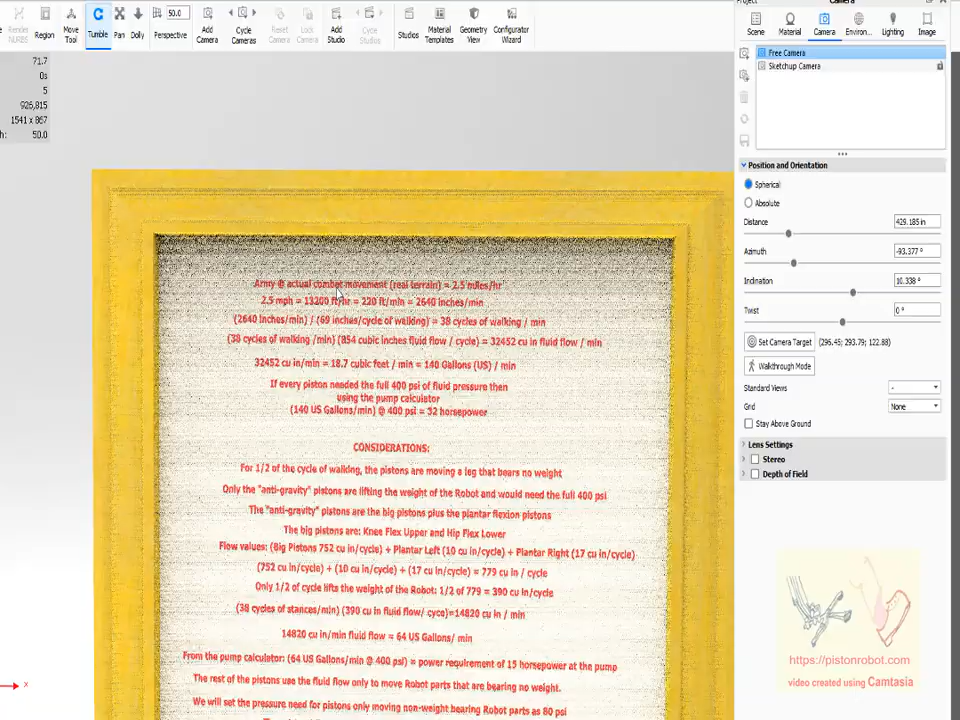 Project
Camera
Render NURBS
Region
Move Tool
Tumble
Pan
Dolly
50.0
Perspective
Add Camera
Cycle Cameras
Reset Camera
Lock Camera
Add Studio
Cycle Studios
Studios
Material Templates
Geometry View
Configurator Wizard
Scene
Material
Camera
Environ...
Lighting
Image
71.7
0s
5
926,815
1541 x 867
h: 50.0
Free Camera
Sketchup Camera
Position and Orientation
Spherical
Absolute
Distance
429.185 in
Azimuth
-93.377 °
Inclination
10.338 °
Twist
0 °
Set Camera Target
(295.45; 293.79; 122.88)
Walkthrough Mode
Standard Views
-
Grid
None
Stay Above Ground
Lens Settings
Stereo
Depth of Field
Army @ actual combat movement (real terrain) = 2.5 miles/hr
2.5 mph = 13200 ft/hr = 220 ft/min = 2640 inches/min
(2640 inches/min) / (69 inches/cycle of walking) = 38 cycles of walking / min
(38 cycles of walking /min) (854 cubic inches fluid flow / cycle) = 32452 cu in fluid flow / min
32452 cu in/min = 18.7 cubic feet / min = 140 Gallons (US) / min
If every piston needed the full 400 psi of fluid pressure then
using the pump calculator
(140 US Gallons/min) @ 400 psi = 32 horsepower
CONSIDERATIONS:
For 1/2 of the cycle of walking, the pistons are moving a leg that bears no weight
Only the "anti-gravity" pistons are lifting the weight of the Robot and would need the full 400 psi
The "anti-gravity" pistons are the big pistons plus the plantar flexion pistons
The big pistons are: Knee Flex Upper and Hip Flex Lower
Flow values: (Big Pistons 752 cu in/cycle) + Plantar Left (10 cu in/cycle) + Plantar Right (17 cu in/cycle)
(752 cu in/cycle) + (10 cu in/cycle) + (17 cu in/cycle) = 779 cu in / cycle
Only 1/2 of cycle lifts the weight of the Robot: 1/2 of 779 = 390 cu in/cycle
(38 cycles of stances/min) (390 cu in fluid flow/ cyco)=14820 cu in / min
14820 cu in/min fluid flow = 64 US Gallons/ min
From the pump calculator: (64 US Gallons/min @ 400 psi) = power requirement of 15 horsepower at the pump
The rest of the pistons use the fluid flow only to move Robot parts that are bearing no weight.
We will set the pressure need for pistons only moving non-weight bearing Robot parts as 80 psi
X
https://pistonrobot.com
video created using Camtasia